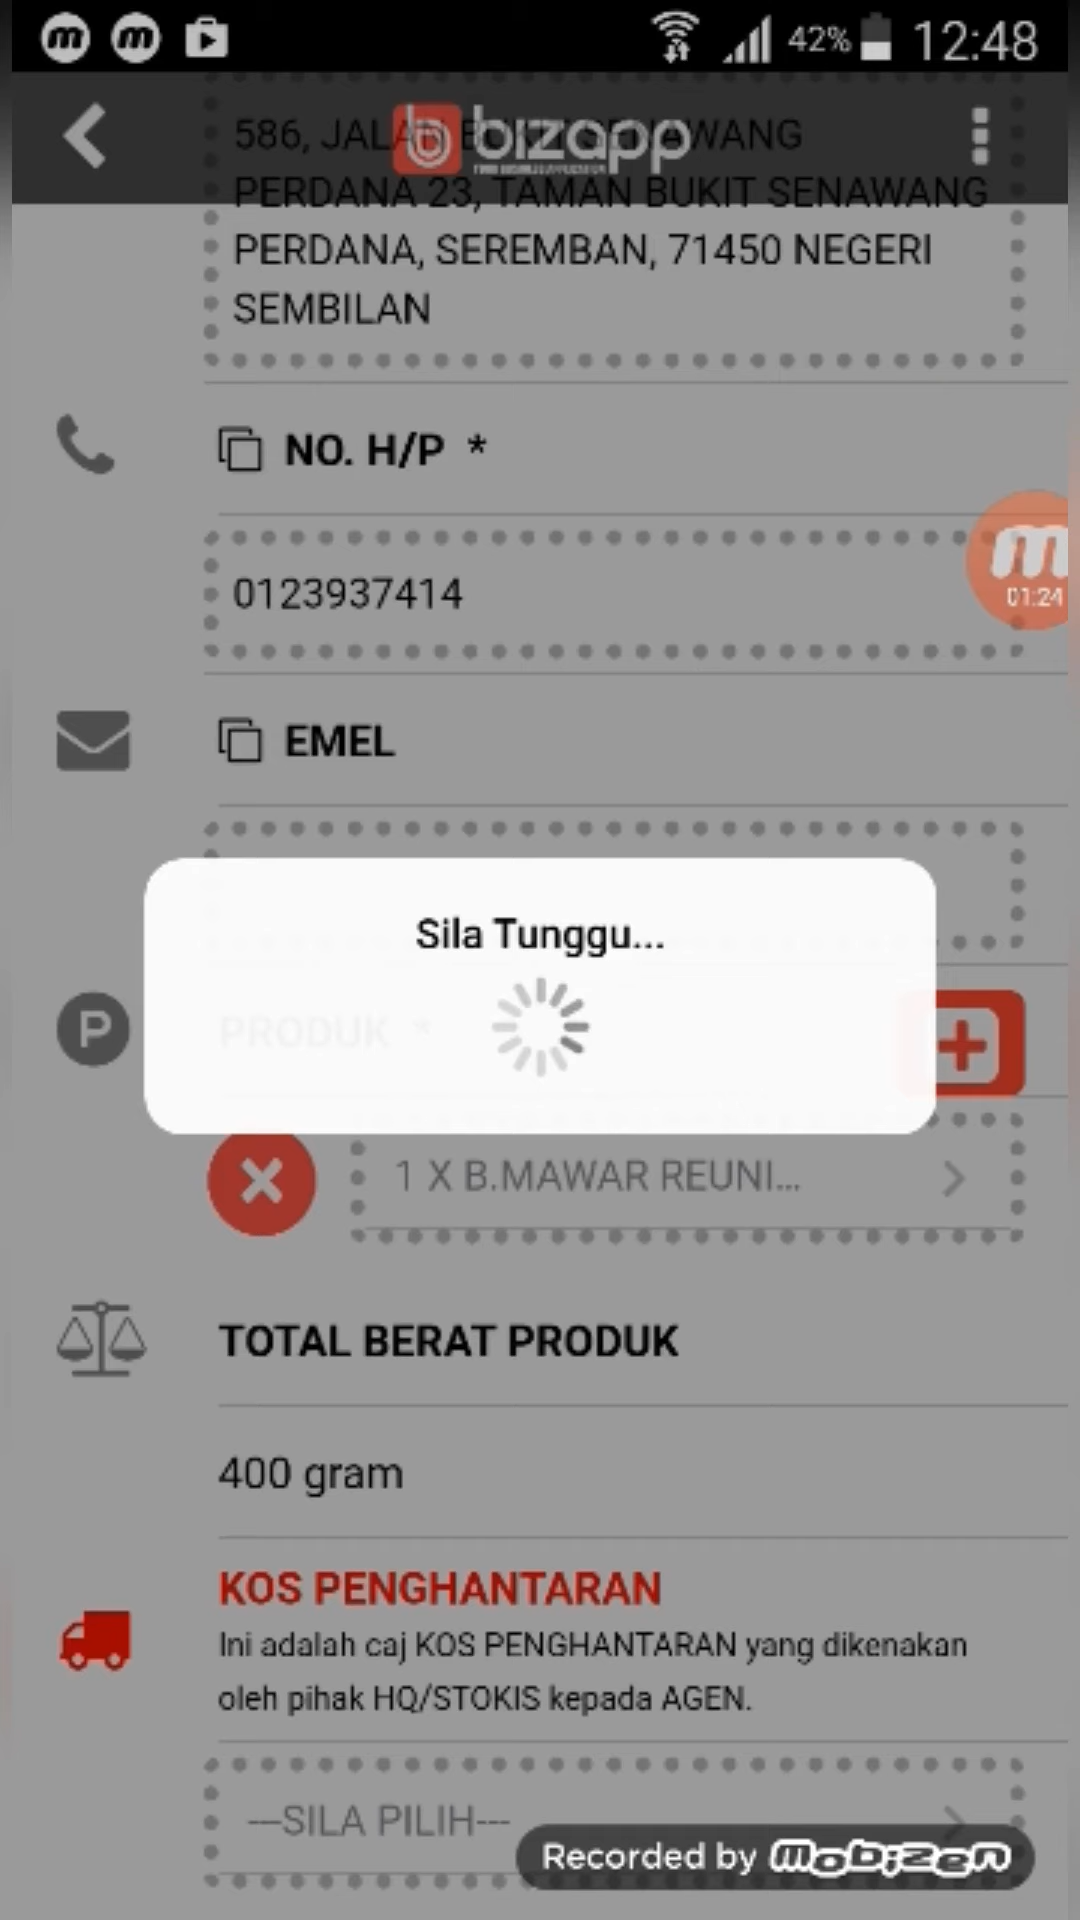 42% 12:48
bizapp
586, JALAN BUKIT SENAWANG
PERDANA 23, TAMAN BUKIT SENAWANG
PERDANA, SEREMBAN, 71450 NEGERI
SEMBILAN
NO. H/P *
0123937414
01:24
EMEL
Sila Tunggu...
PRODUK *
P
1 X B.MAWAR REUNI...
TOTAL BERAT PRODUK
400 gram
KOS PENGHANTARAN
Ini adalah caj KOS PENGHANTARAN yang dikenakan
oleh pihak HQ/STOKIS kepada AGEN.
---SILA PILIH---
Recorded by mobizen